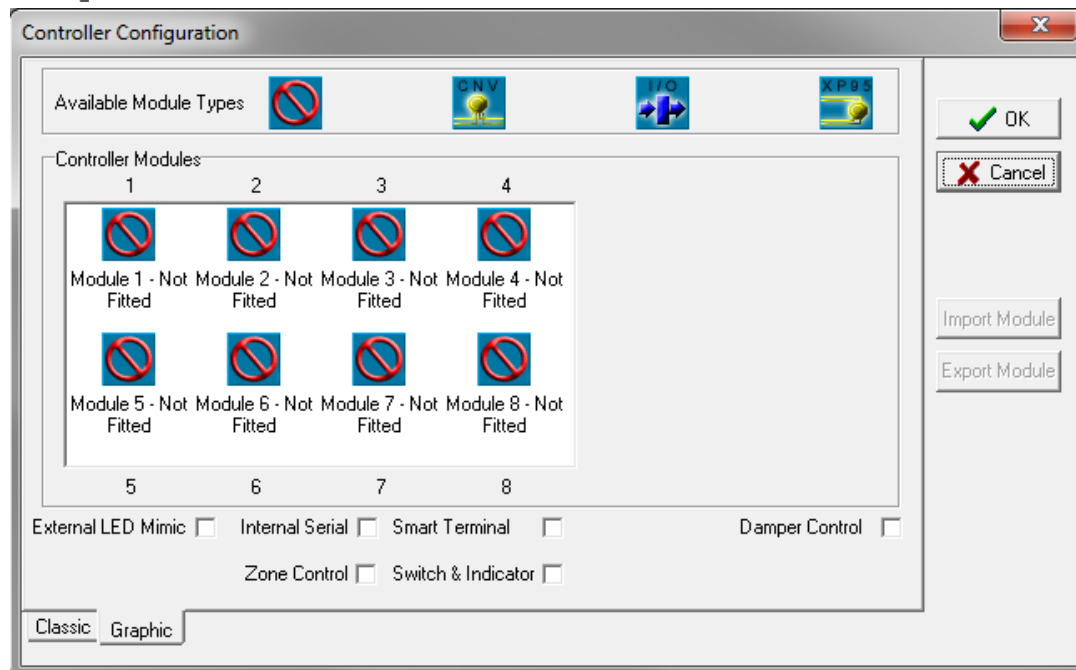 Controller Configuration
Available Module Types
CNV
I/O
XP95
OK
Cancel
Controller Modules
1 2 3 4
Module 1 - Not Module 2 - Not Module 3 - Not Module 4 - Not
Fitted Fitted Fitted Fitted
Import Module
Export Module
Module 5 - Not Module 6 - Not Module 7 - Not Module 8 - Not
Fitted Fitted Fitted Fitted
5 6 7 8
External LED Mimic Internal Serial Smart Terminal Damper Control
Zone Control Switch & Indicator
Classic Graphic